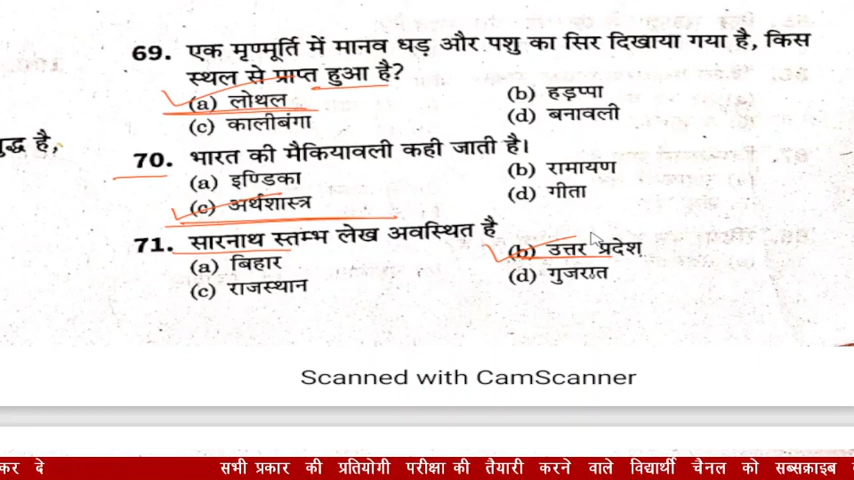 69. एक मृण्मूर्ति में मानव धड़ और पशु का सिर दिखाया गया है, किस
स्थल से प्राप्त हुआ है?
(a) लोथल (b) हड़प्पा
(c) कालीबंगा (d) बनावली
द्ध है,
70. भारत की मैकियावली कही जाती है।
(a) इण्डिका (b) रामायण
(c) अर्थशास्त्र (d) गीता
71. सारनाथ स्तम्भ लेख अवस्थित है
(a) बिहार (b) उत्तर प्रदेश
(c) राजस्थान (d) गुजरात
Scanned with CamScanner
कर दे सभी प्रकार की प्रतियोगी परीक्षा की तैयारी करने वाले विद्यार्थी चैनल को सब्सक्राइब